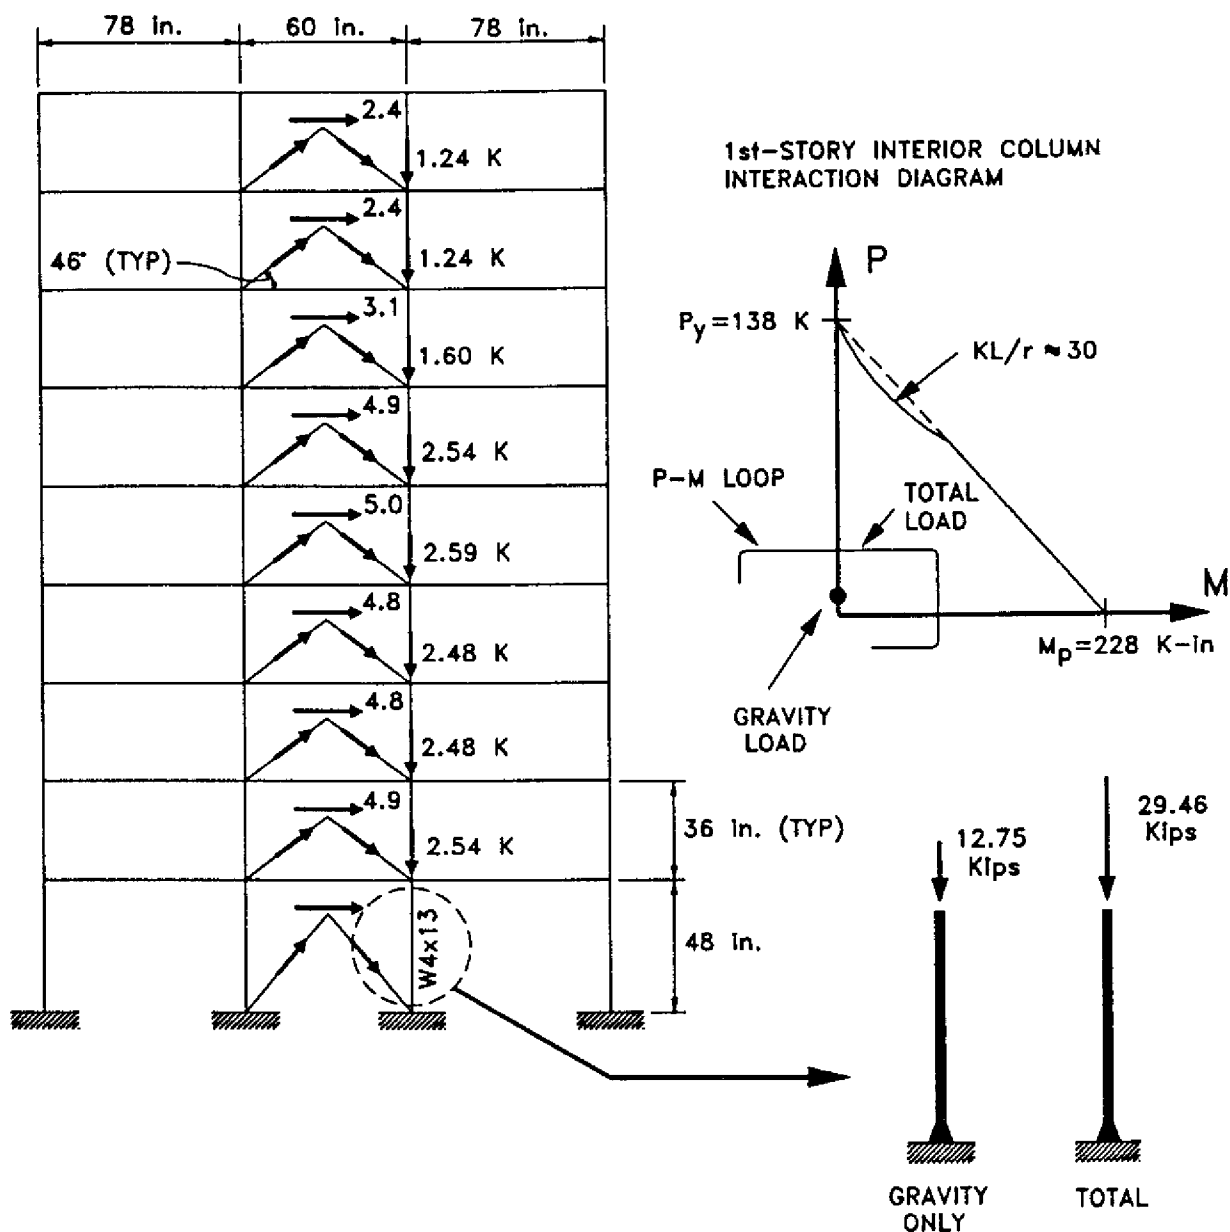 78 in.
60 in.
78 in.
2.4
1.24 K
2.4
46° (TYP)
1.24 K
3.1
1.60 K
4.9
2.54 K
5.0
2.59 K
4.8
2.48 K
4.8
2.48 K
4.9
2.54 K
36 in. (TYP)
W4x13
48 in.
1st-STORY INTERIOR COLUMN
INTERACTION DIAGRAM
P
Py=138 K
KL/r ≈ 30
P-M LOOP
TOTAL
LOAD
M
Mp=228 K-in
GRAVITY
LOAD
12.75
Kips
29.46
Kips
GRAVITY
ONLY
TOTAL